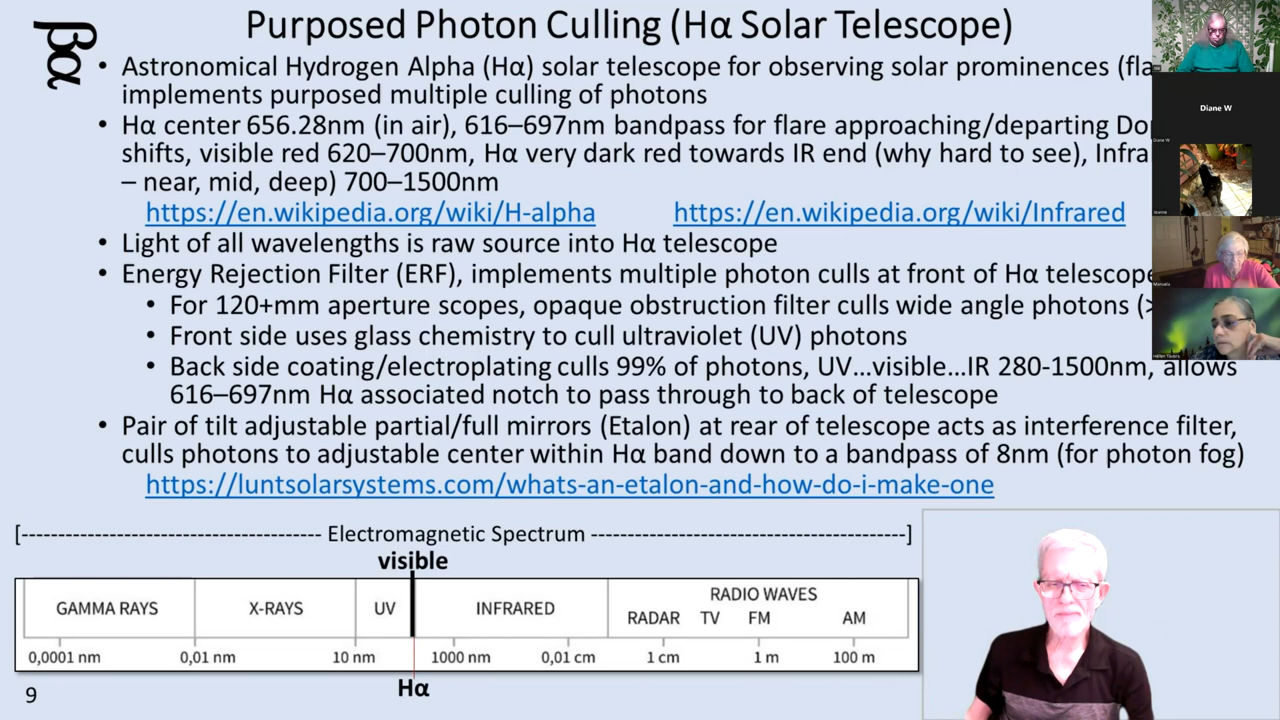 βα
Purposed Photon Culling (Hα Solar Telescope)
• Astronomical Hydrogen Alpha (Hα) solar telescope for observing solar prominences (fla
implements purposed multiple culling of photons
• Hα center 656.28nm (in air), 616–697nm bandpass for flare approaching/departing Do
shifts, visible red 620–700nm, Hα very dark red towards IR end (why hard to see), Infra
– near, mid, deep) 700–1500nm
https://en.wikipedia.org/wiki/H-alpha https://en.wikipedia.org/wiki/Infrared
• Light of all wavelengths is raw source into Hα telescope
• Energy Rejection Filter (ERF), implements multiple photon culls at front of Hα telescope
• For 120+mm aperture scopes, opaque obstruction filter culls wide angle photons (>
• Front side uses glass chemistry to cull ultraviolet (UV) photons
• Back side coating/electroplating culls 99% of photons, UV…visible…IR 280-1500nm, allows
616–697nm Hα associated notch to pass through to back of telescope
• Pair of tilt adjustable partial/full mirrors (Etalon) at rear of telescope acts as interference filter,
culls photons to adjustable center within Hα band down to a bandpass of 8nm (for photon fog)
https://luntsolarsystems.com/whats-an-etalon-and-how-do-i-make-one
[----------------------------------------- Electromagnetic Spectrum -------------------------------------------]
visible
GAMMA RAYS X-RAYS UV INFRARED RADIO WAVES
RADAR TV FM AM
0,0001 nm 0,01 nm 10 nm 1000 nm 0,01 cm 1 cm 1 m 100 m
Hα
9
Diane W
Diane W
Manuela